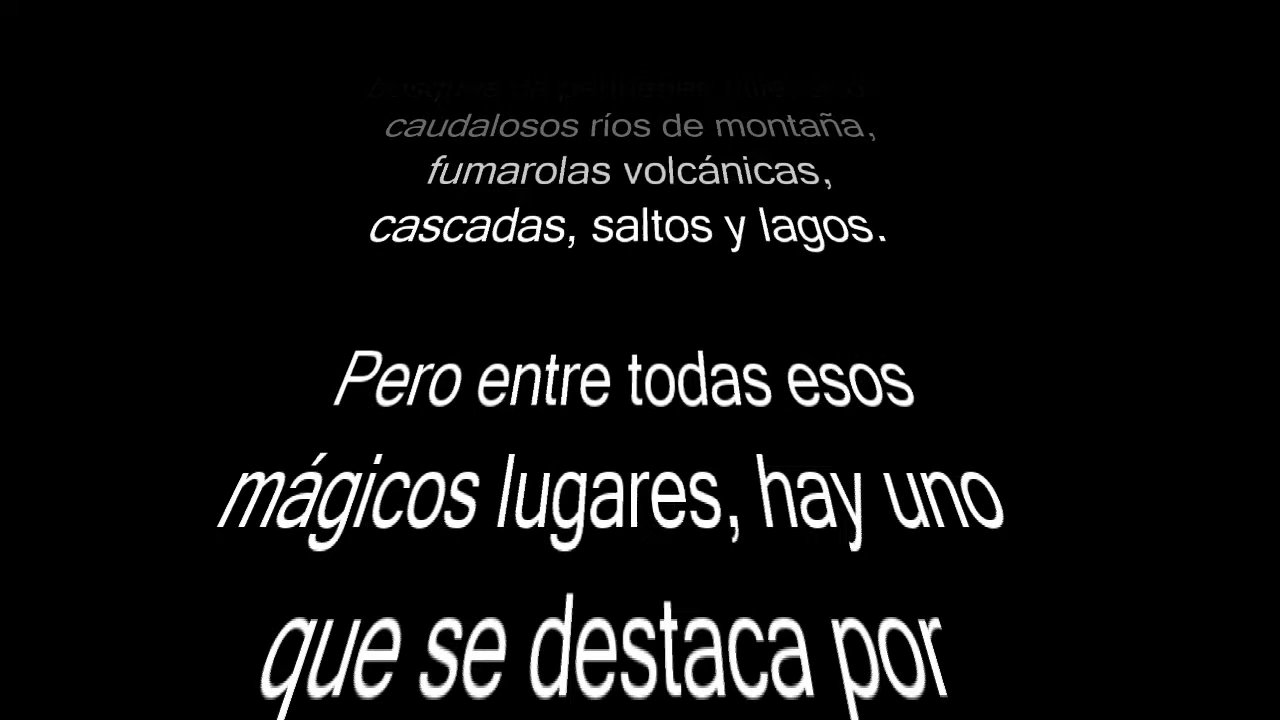 caudalosos ríos de montaña,
fumarolas volcánicas,
cascadas, saltos y lagos.
Pero entre todas esos
mágicos lugares, hay uno
que se destaca por